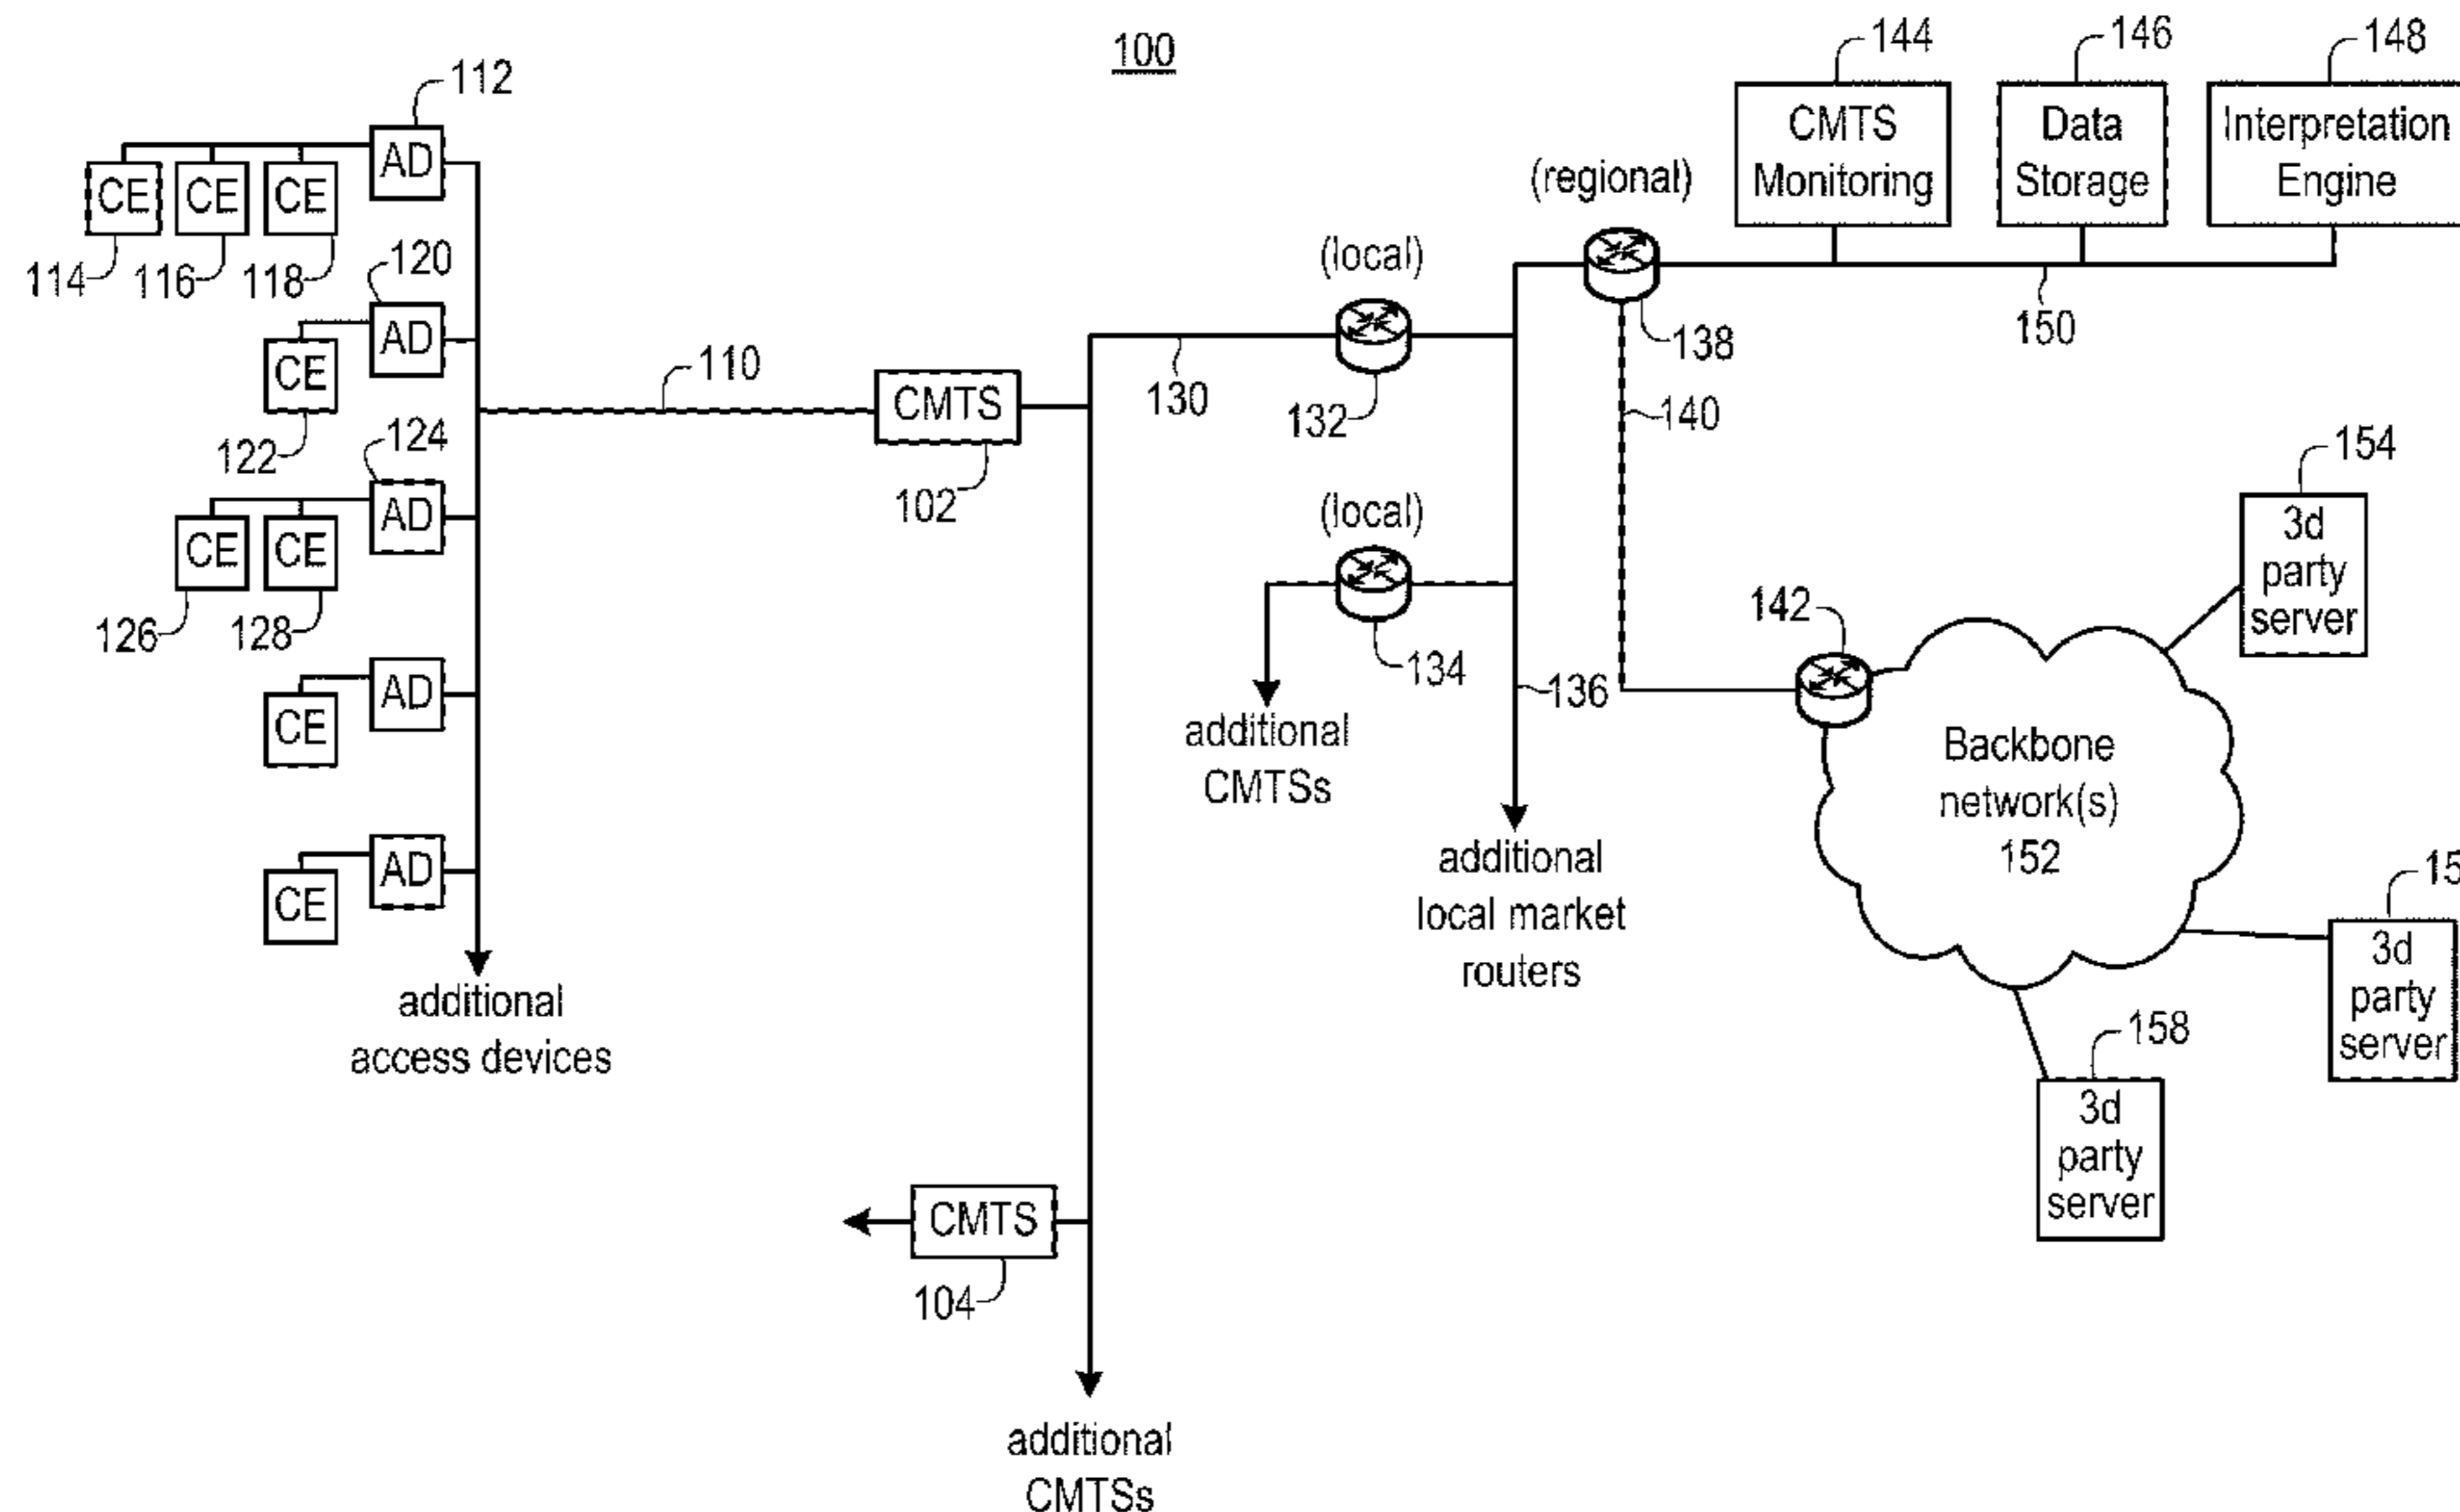 100
112
AD
CE
CE
CE
114
116
118
120
AD
CE
122
124
AD
CE
CE
126
128
AD
CE
AD
CE
additional
access devices
110
CMTS
102
130
(local)
132
(local)
134
additional
CMTSs
136
additional
local market
routers
CMTS
104
additional
CMTSs
(regional)
138
140
142
144
CMTS
Monitoring
146
Data
Storage
148
Interpretation
Engine
150
Backbone
network(s)
152
154
3d
party
server
3d
party
server
158
3d
party
server